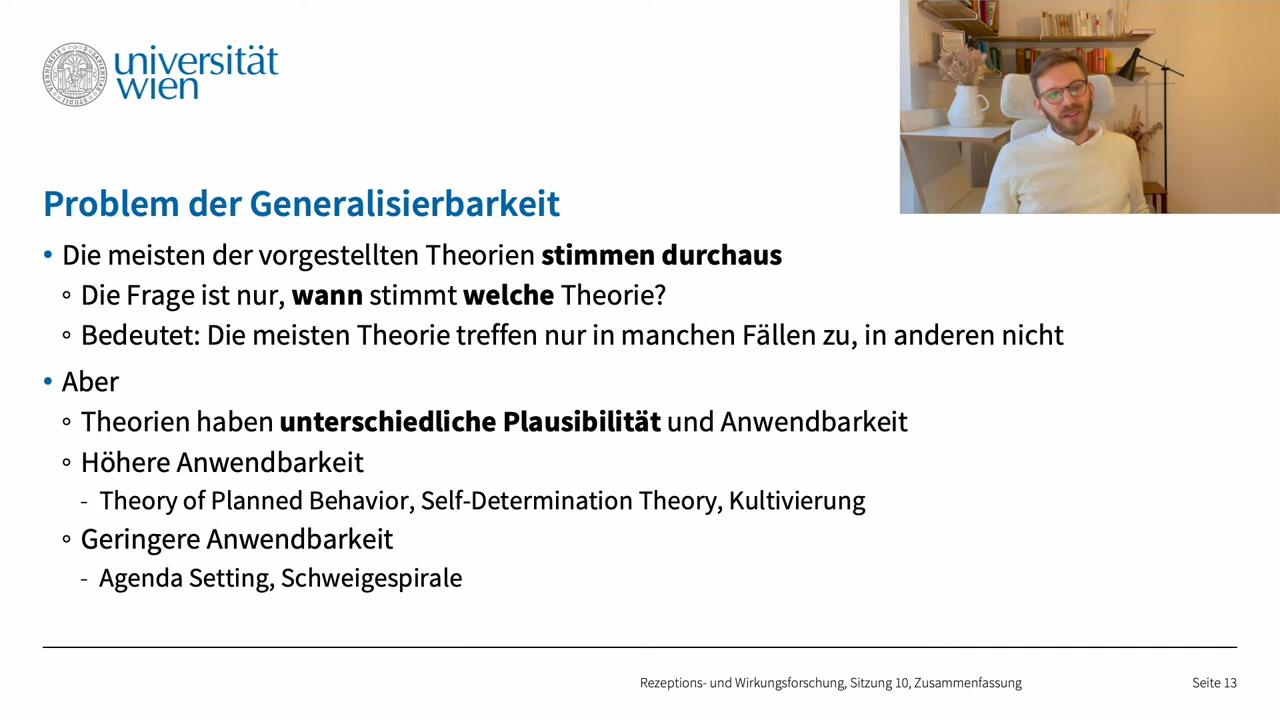 universität
wien
Problem der Generalisierbarkeit
• Die meisten der vorgestellten Theorien stimmen durchaus
◦ Die Frage ist nur, wann stimmt welche Theorie?
◦ Bedeutet: Die meisten Theorie treffen nur in manchen Fällen zu, in anderen nicht
• Aber
◦ Theorien haben unterschiedliche Plausibilität und Anwendbarkeit
◦ Höhere Anwendbarkeit
- Theory of Planned Behavior, Self-Determination Theory, Kultivierung
◦ Geringere Anwendbarkeit
- Agenda Setting, Schweigespirale
Rezeptions- und Wirkungsforschung, Sitzung 10, Zusammenfassung
Seite 13